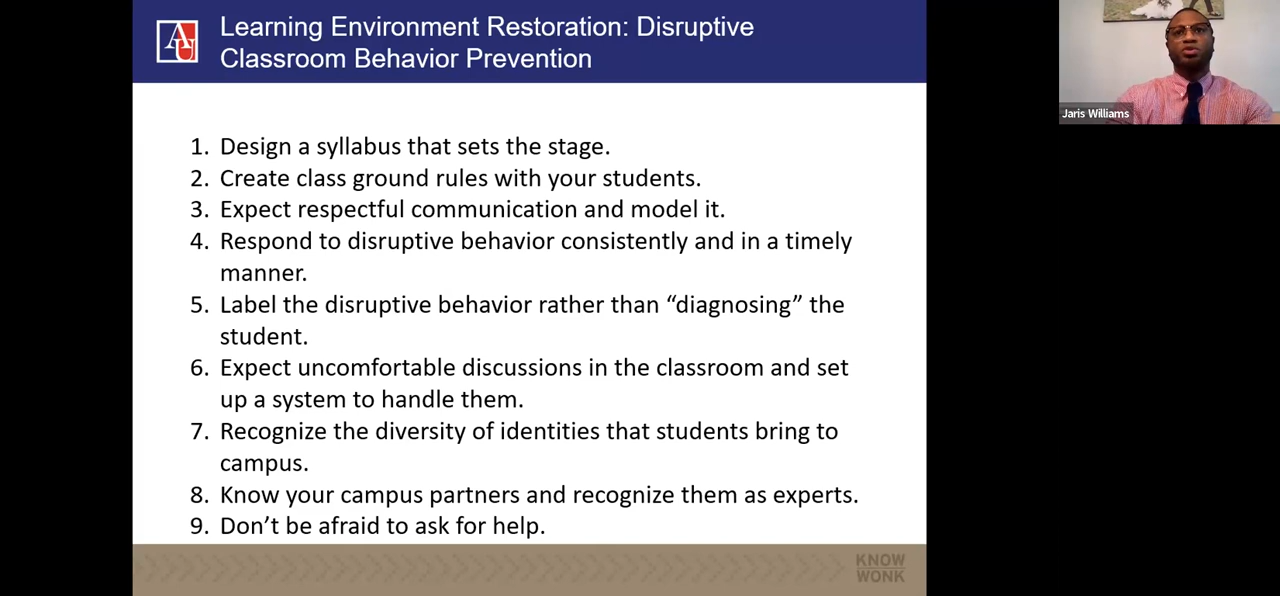 AU
Learning Environment Restoration: Disruptive
Classroom Behavior Prevention
Jaris Williams
1. Design a syllabus that sets the stage.
2. Create class ground rules with your students.
3. Expect respectful communication and model it.
4. Respond to disruptive behavior consistently and in a timely
manner.
5. Label the disruptive behavior rather than “diagnosing” the
student.
6. Expect uncomfortable discussions in the classroom and set
up a system to handle them.
7. Recognize the diversity of identities that students bring to
campus.
8. Know your campus partners and recognize them as experts.
9. Don’t be afraid to ask for help.
KNOW
WONK